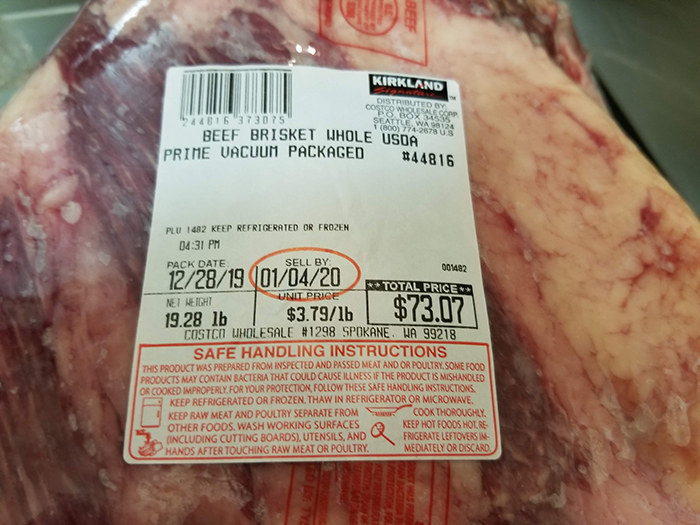 BEEF
KIRKLAND
Signature
DISTRIBUTED BY:
COSTCO WHOLESALE CORP.
P.O. BOX 34535
SEATTLE, WA 98124
1 (800) 774-2678 U.S
244816 373075
BEEF BRISKET WHOLE USDA
PRIME VACUUM PACKAGED #44816
PLU 1482 KEEP REFRIGERATED OR FROZEN
04:31 PM
PACK DATE: SELL BY: 001482
12/28/19 01/04/20
NET WEIGHT UNIT PRICE ** TOTAL PRICE **
19.28 lb $3.79/lb $73.07
COSTCO WHOLESALE #1298 SPOKANE, WA 99218
SAFE HANDLING INSTRUCTIONS
THIS PRODUCT WAS PREPARED FROM INSPECTED AND PASSED MEAT AND OR POULTRY. SOME FOOD
PRODUCTS MAY CONTAIN BACTERIA THAT COULD CAUSE ILLNESS IF THE PRODUCT IS MISHANDLED
OR COOKED IMPROPERLY. FOR YOUR PROTECTION, FOLLOW THESE SAFE HANDLING INSTRUCTIONS.
KEEP REFRIGERATED OR FROZEN. THAW IN REFRIGERATOR OR MICROWAVE.
KEEP RAW MEAT AND POULTRY SEPARATE FROM
OTHER FOODS. WASH WORKING SURFACES
(INCLUDING CUTTING BOARDS), UTENSILS, AND
HANDS AFTER TOUCHING RAW MEAT OR POULTRY.
COOK THOROUGHLY.
KEEP HOT FOODS HOT. RE-
FRIGERATE LEFTOVERS IM-
MEDIATELY OR DISCARD.